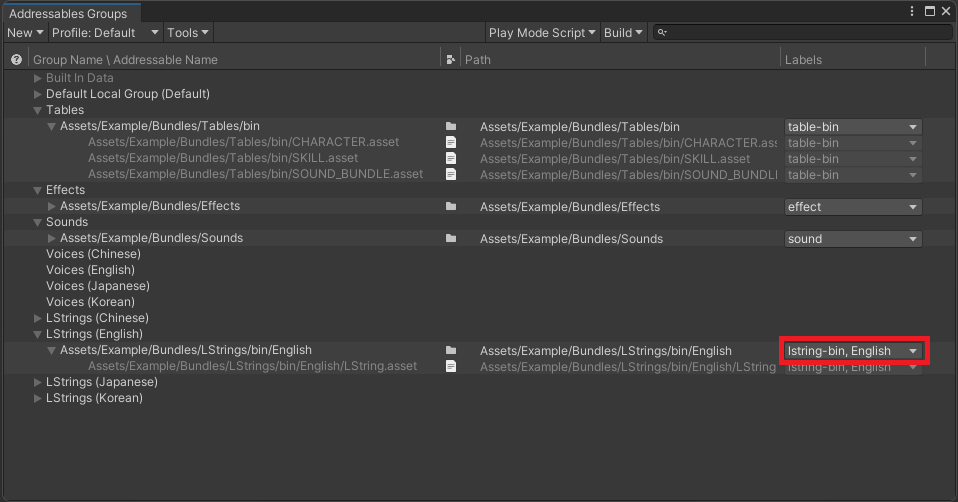 Addressables Groups
New Profile: Default Tools Play Mode Script Build
Group Name \ Addressable Name Path Labels
Built In Data
Default Local Group (Default)
Tables
Assets/Example/Bundles/Tables/bin Assets/Example/Bundles/Tables/bin table-bin
Assets/Example/Bundles/Tables/bin/CHARACTER.asset Assets/Example/Bundles/Tables/bin/CHARACTER.as table-bin
Assets/Example/Bundles/Tables/bin/SKILL.asset Assets/Example/Bundles/Tables/bin/SKILL.asset table-bin
Assets/Example/Bundles/Tables/bin/SOUND_BUNDLE.asset Assets/Example/Bundles/Tables/bin/SOUND_BUNDL table-bin
Effects
Assets/Example/Bundles/Effects Assets/Example/Bundles/Effects effect
Sounds
Assets/Example/Bundles/Sounds Assets/Example/Bundles/Sounds sound
Voices (Chinese)
Voices (English)
Voices (Japanese)
Voices (Korean)
LStrings (Chinese)
LStrings (English)
Assets/Example/Bundles/LStrings/bin/English Assets/Example/Bundles/LStrings/bin/English lstring-bin, English
Assets/Example/Bundles/LStrings/bin/English/LString.asset Assets/Example/Bundles/LStrings/bin/English/LString lstring-bin, English
LStrings (Japanese)
LStrings (Korean)